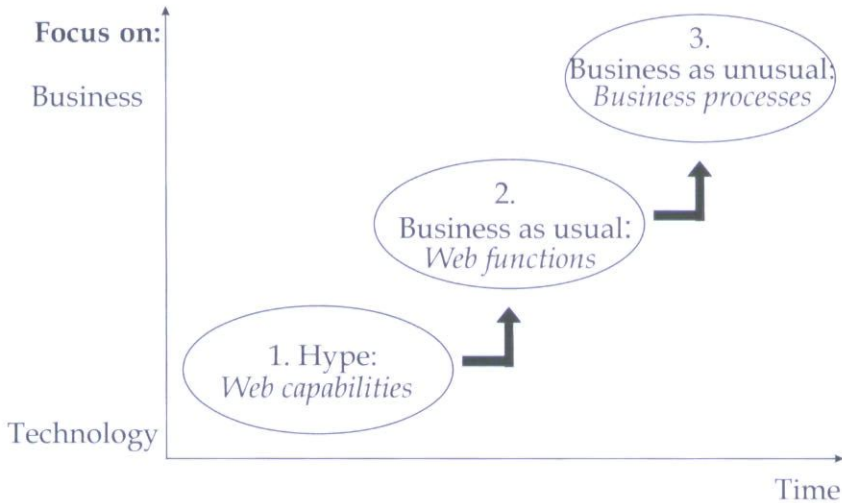 Focus on:
Business
3.
Business as unusual:
Business processes
2.
Business as usual:
Web functions
1. Hype:
Web capabilities
Technology
Time